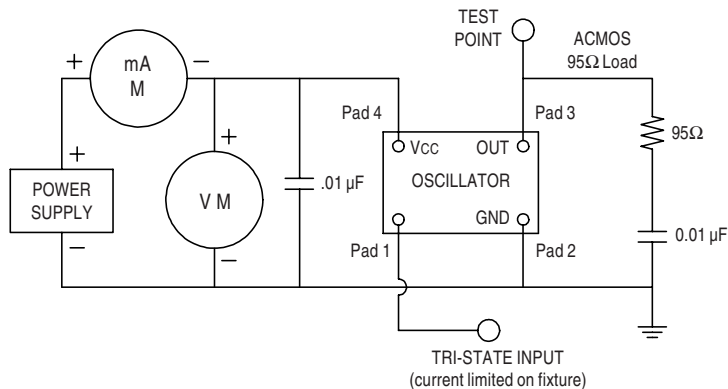 TEST
POINT
ACMOS
95Ω Load
+
mA
M
−
Pad 4
Pad 3
+
+
VCC
OUT
95Ω
POWER
SUPPLY
V M
.01 µF
OSCILLATOR
GND
−
−
Pad 1
Pad 2
0.01 µF
TRI-STATE INPUT
(current limited on fixture)